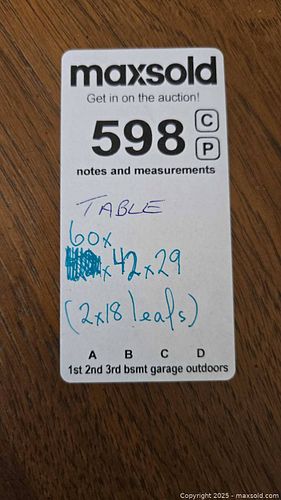 maxsold
Get in on the auction!
598 C
P
notes and measurements
TABLE
60x
x42x29
(2x18 leafs)
A B C D
1st 2nd 3rd bsmt garage outdoors
Copyright 2025 - maxsold.com